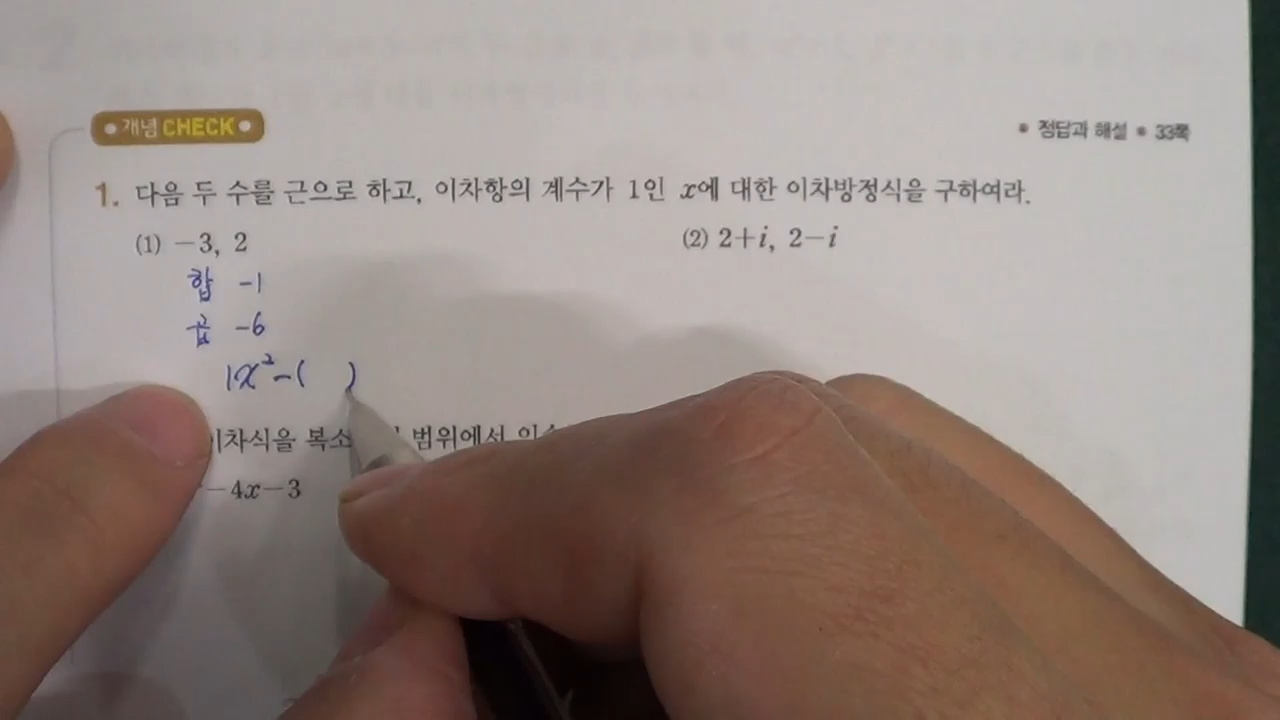 개념 CHECK
정답과 해설 33쪽
1. 다음 두 수를 근으로 하고, 이차항의 계수가 1인 x에 대한 이차방정식을 구하여라.
(1) -3, 2
(2) 2+i, 2-i
합 -1
곱 -6
1x²-( )
이차식을 복소 범위에서
-4x-3